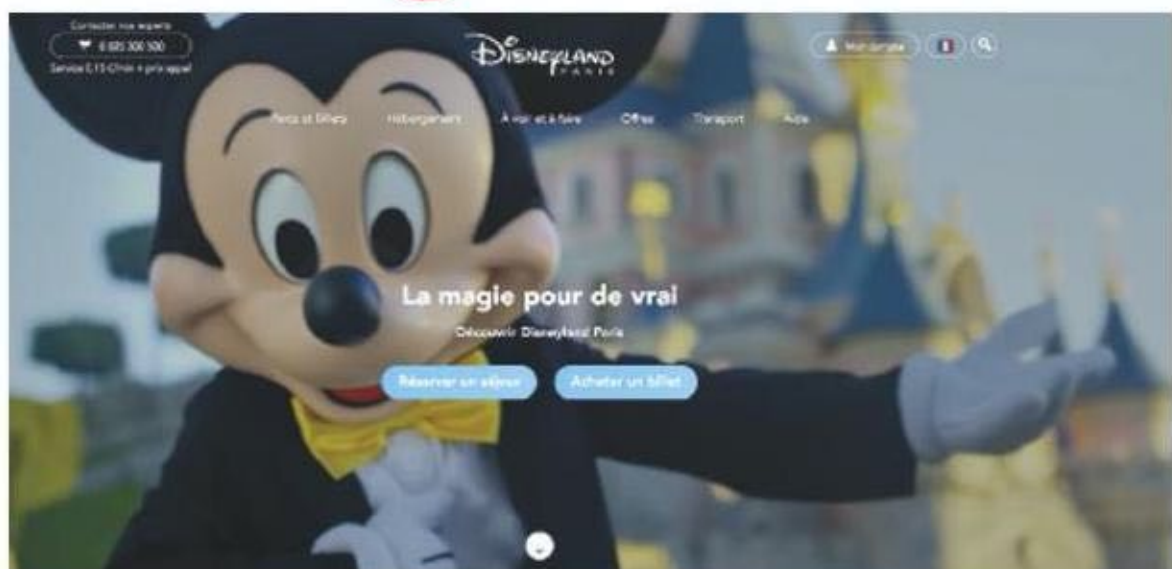 Contacter nos experts
Mon compte
Disneyland
PARIS
Parcs et Billets
Hébergement
À voir et à faire
Offres
Transport
Aide
La magie pour de vrai
Découvrir Disneyland Paris
Réserver un séjour
Acheter un billet